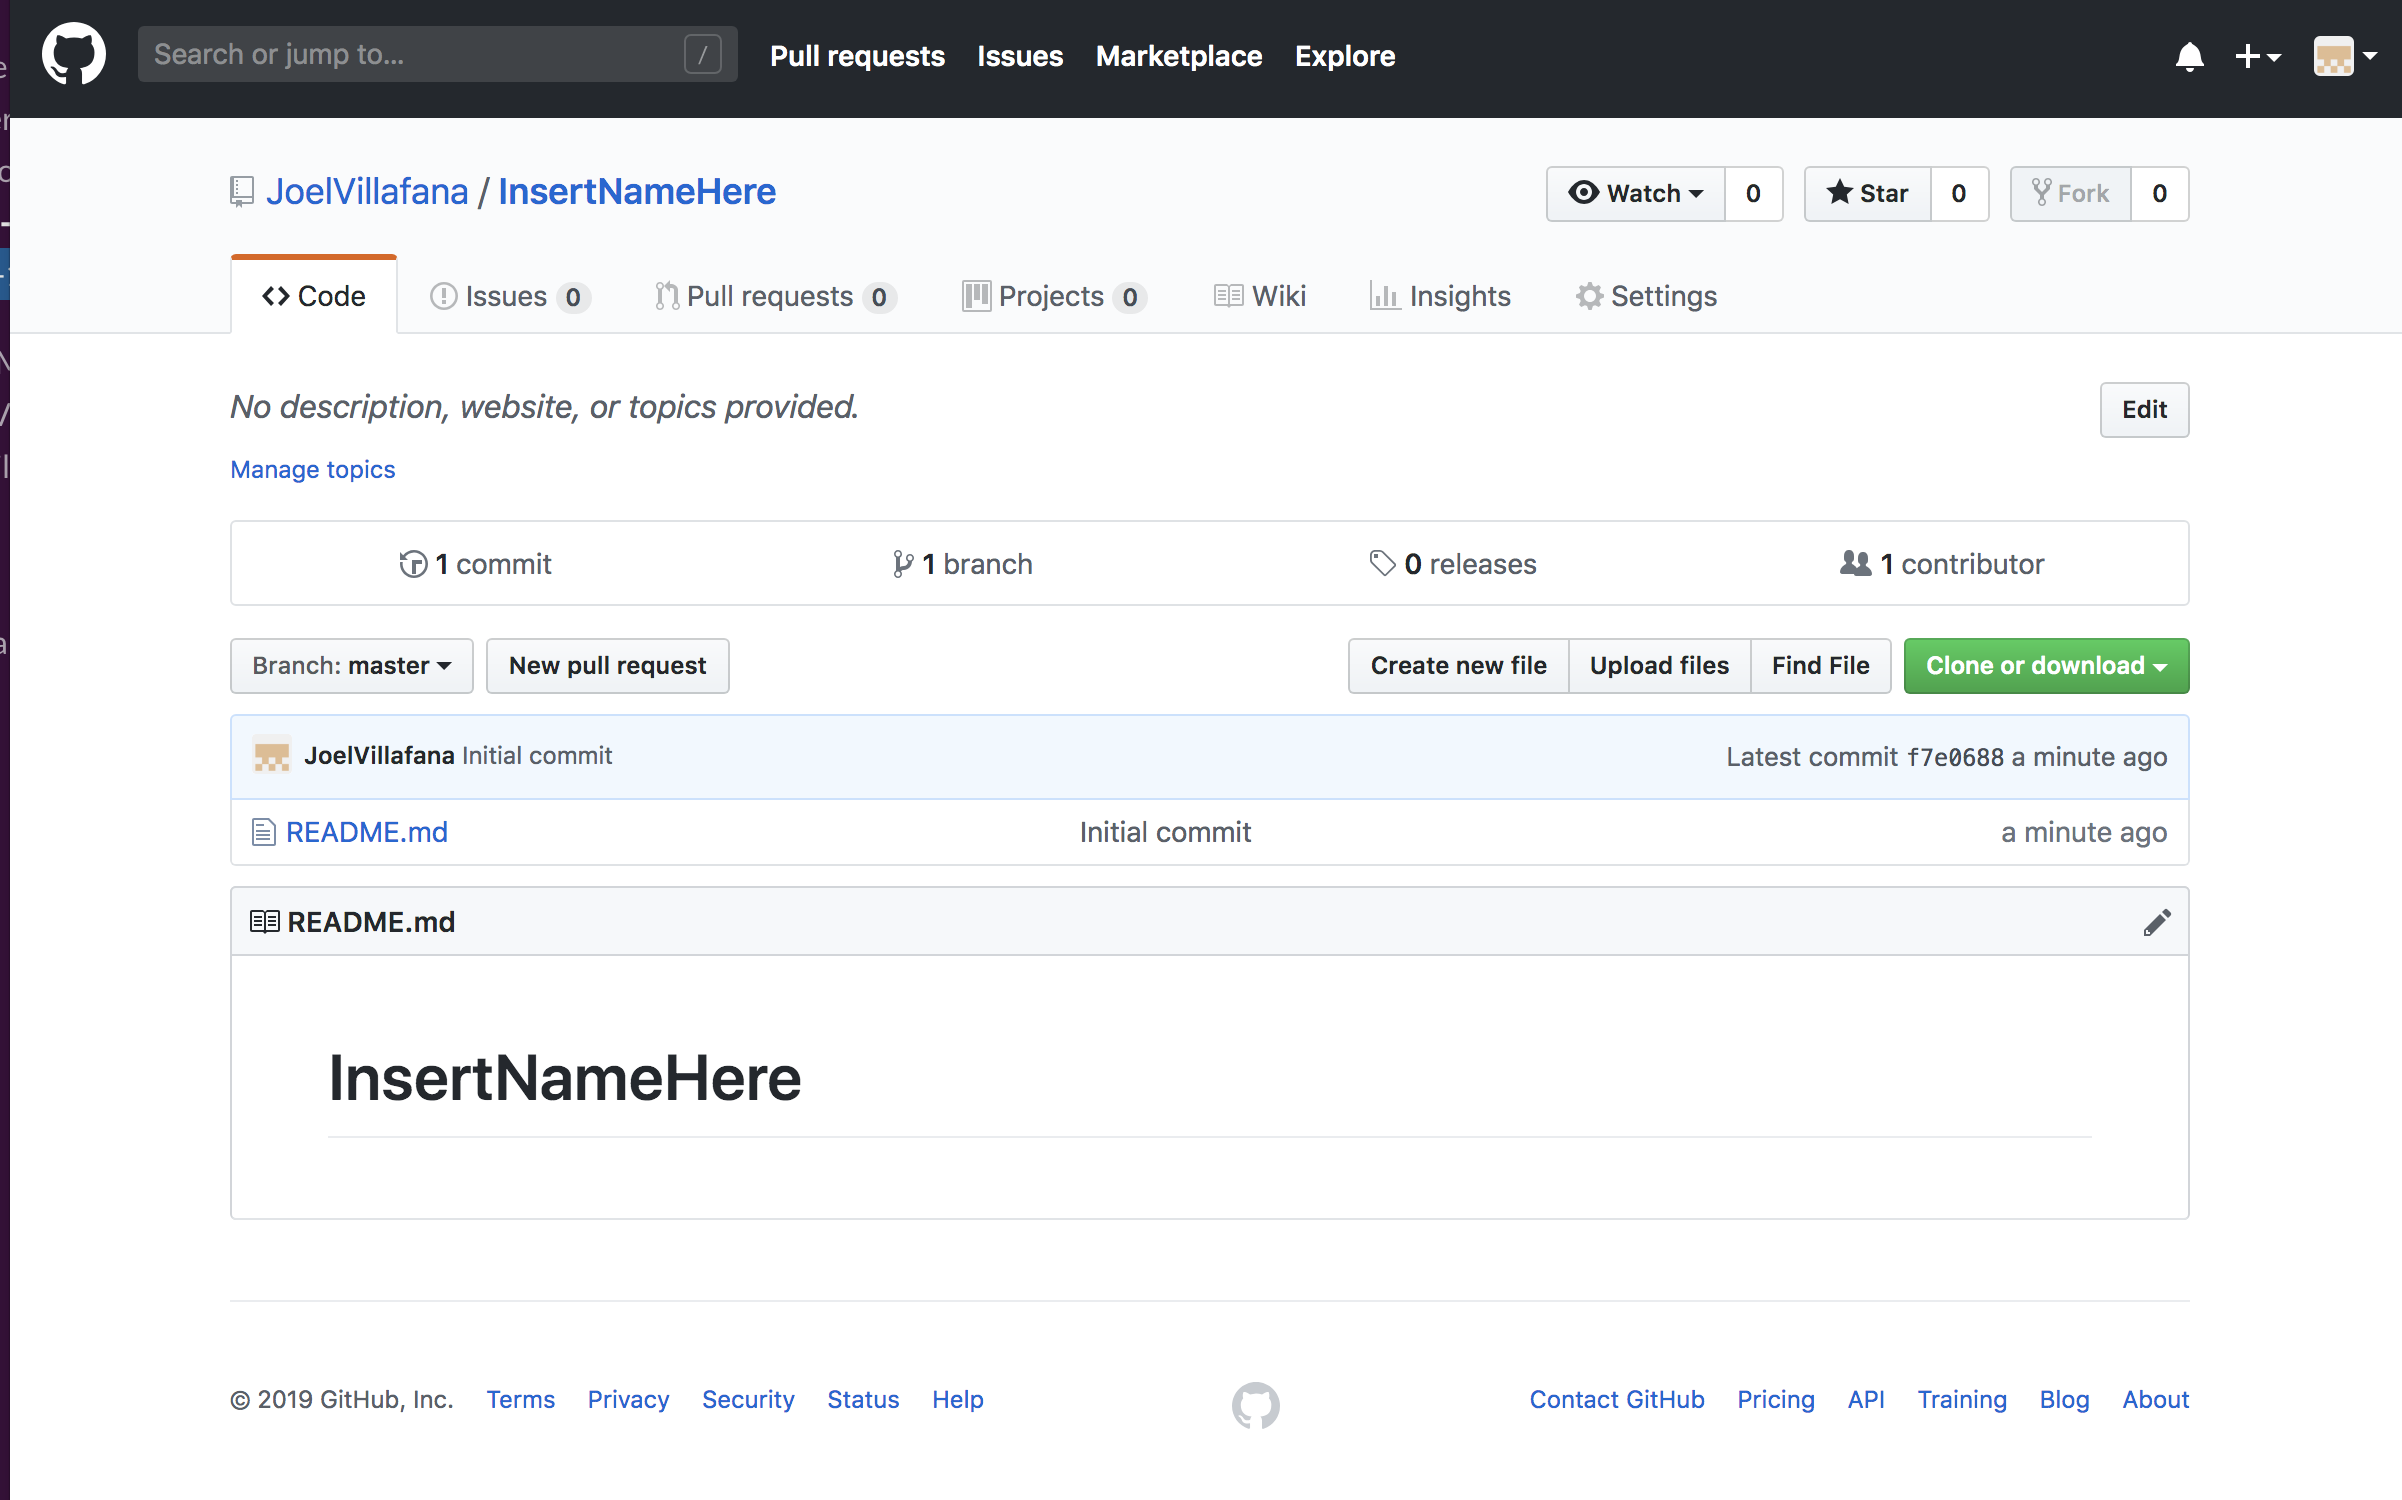 Search or jump to... / Pull requests Issues Marketplace Explore
JoelVillafana / InsertNameHere Watch 0 Star 0 Fork 0
Code Issues 0 Pull requests 0 Projects 0 Wiki Insights Settings
No description, website, or topics provided. Edit
Manage topics
1 commit 1 branch 0 releases 1 contributor
Branch: master New pull request Create new file Upload files Find File Clone or download
JoelVillafana Initial commit Latest commit f7e0688 a minute ago
README.md Initial commit a minute ago
README.md
InsertNameHere
© 2019 GitHub, Inc. Terms Privacy Security Status Help Contact GitHub Pricing API Training Blog About